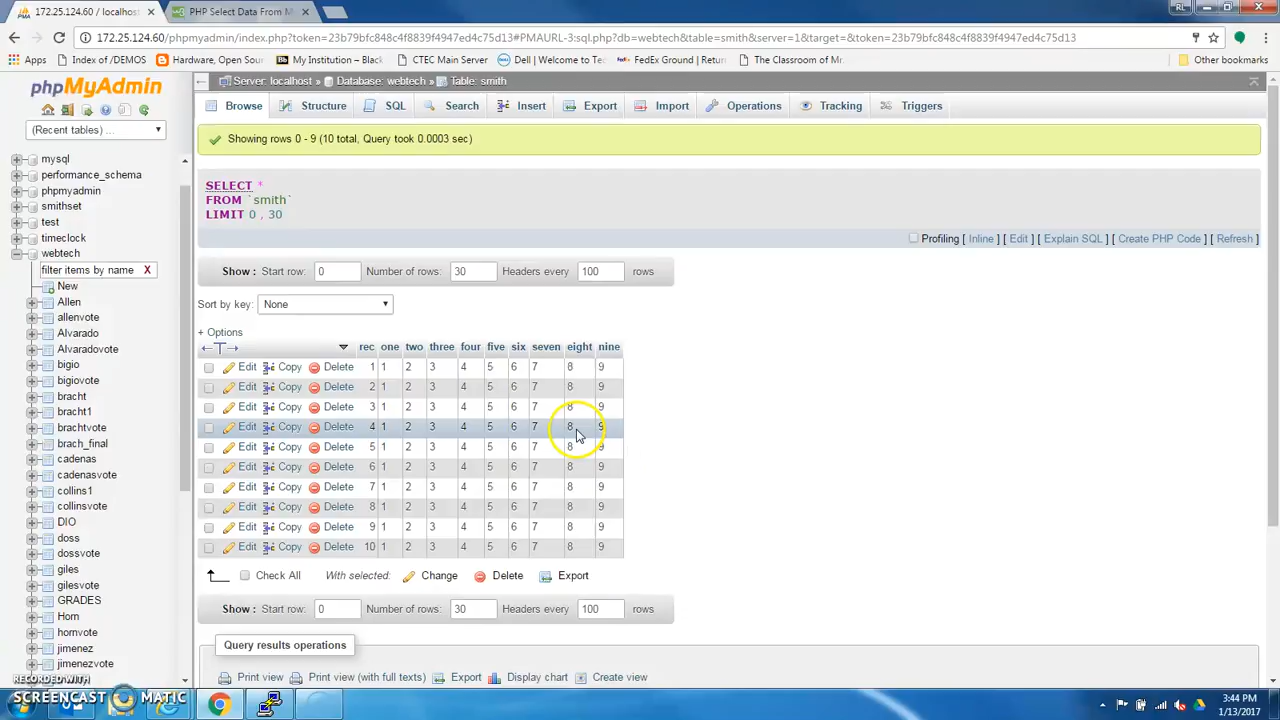 172.25.124.60 / localhos
PHP Select Data From M
RL
172.25.124.60/phpmyadmin/index.php?token=23b79bfc848c4f8839f4947ed4c75d13#PMAURL-3:sql.php?db=webtech&table=smith&server=1&target=&token=23b79bfc848c4f8839f4947ed4c75d13
Apps Index of /DEMOS Hardware, Open Sou My Institution – Black CTEC Main Server Dell | Welcome to Te FedEx Ground | Retu The Classroom of Mr. Other bookmarks
phpMyAdmin
(Recent tables) ...
mysql
performance_schema
phpmyadmin
smithset
test
timeclock
webtech
filter items by name X
New
Allen
allenvote
Alvarado
Alvaradovote
bigio
bigiovote
bracht
bracht1
brachtvote
brach_final
cadenas
cadenasvote
collins1
collinsvote
DIO
doss
dossvote
giles
gilesvote
GRADES
Horn
hornvote
jimenez
jimenezvote
Server: localhost » Database: webtech » Table: smith
Browse Structure SQL Search Insert Export Import Operations Tracking Triggers
Showing rows 0 - 9 (10 total, Query took 0.0003 sec)
SELECT *
FROM `smith`
LIMIT 0 , 30
Profiling [ Inline ] [ Edit ] [ Explain SQL ] [ Create PHP Code ] [ Refresh ]
Show : Start row: 0 Number of rows: 30 Headers every 100 rows
Sort by key: None
+ Options
rec one two three four five six seven eight nine
Edit Copy Delete 1 1 2 3 4 5 6 7 8 9
Edit Copy Delete 2 1 2 3 4 5 6 7 8 9
Edit Copy Delete 3 1 2 3 4 5 6 7 8 9
Edit Copy Delete 4 1 2 3 4 5 6 7 8 9
Edit Copy Delete 5 1 2 3 4 5 6 7 8 9
Edit Copy Delete 6 1 2 3 4 5 6 7 8 9
Edit Copy Delete 7 1 2 3 4 5 6 7 8 9
Edit Copy Delete 8 1 2 3 4 5 6 7 8 9
Edit Copy Delete 9 1 2 3 4 5 6 7 8 9
Edit Copy Delete 10 1 2 3 4 5 6 7 8 9
Check All With selected: Change Delete Export
Show : Start row: 0 Number of rows: 30 Headers every 100 rows
Query results operations
Print view Print view (with full texts) Export Display chart Create view
RECORDED WITH
SCREENCAST MATIC
3:44 PM
1/13/2017